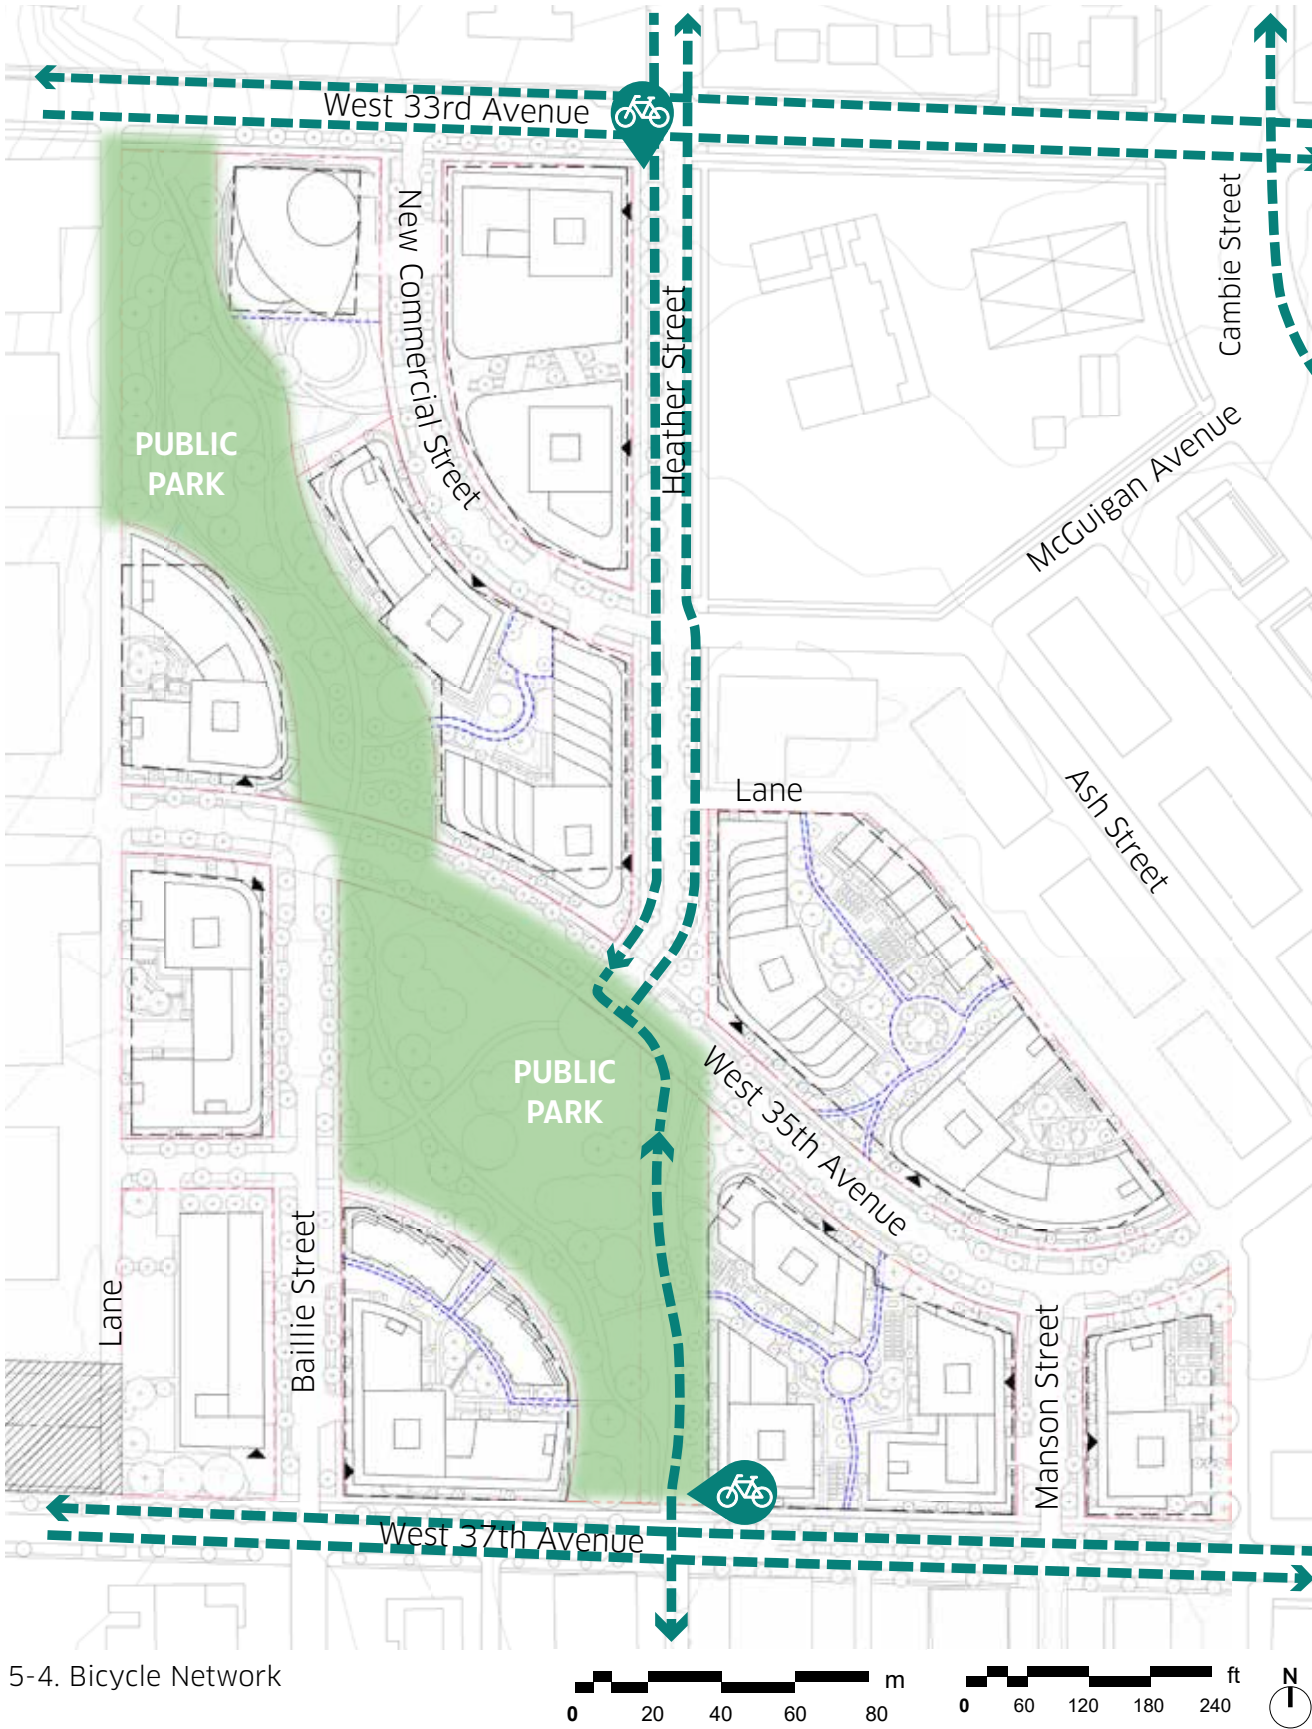 West 33rd Avenue
New Commercial Street
Heather Street
Cambie Street
PUBLIC
PARK
McGuigan Avenue
Lane
Ash Street
PUBLIC
PARK
West 35th Avenue
Lane
Baillie Street
Manson Street
West 37th Avenue
5-4. Bicycle Network
m
0 20 40 60 80
ft
0 60 120 180 240
N